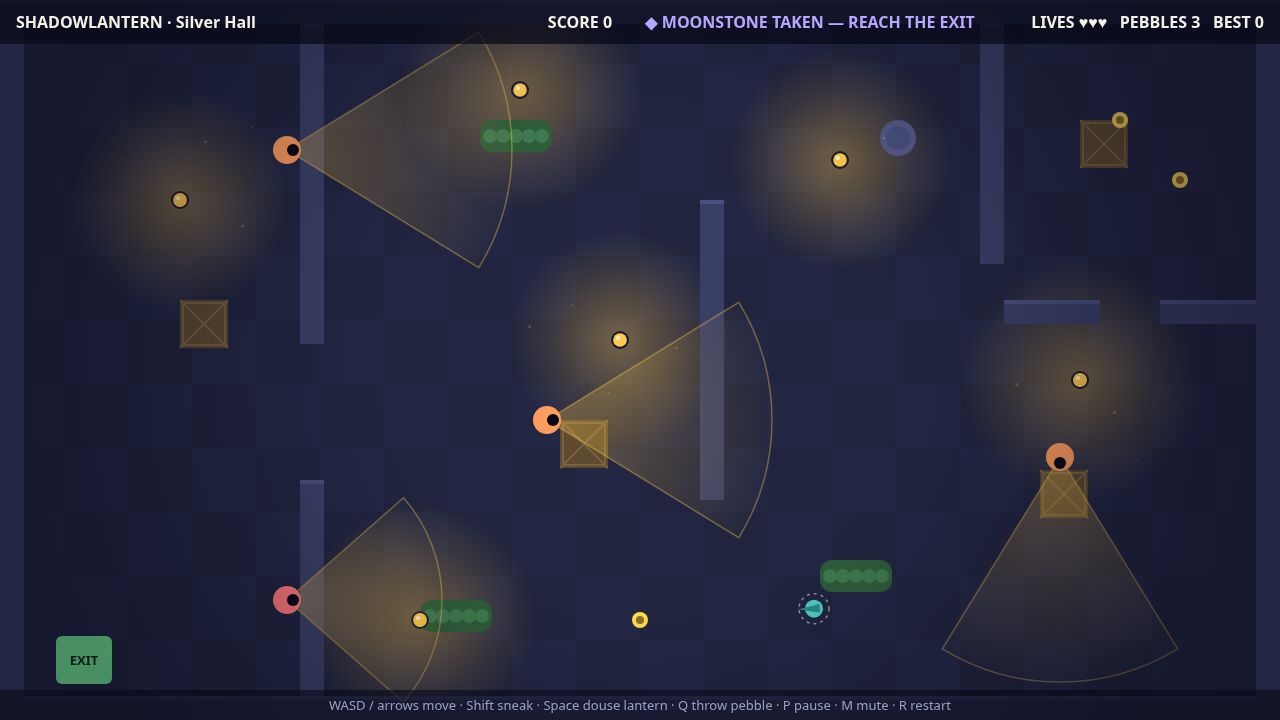 SHADOWLANTERN · Silver Hall SCORE 0 ◆ MOONSTONE TAKEN — REACH THE EXIT LIVES ♥♥♥ PEBBLES 3 BEST 0
EXIT
WASD / arrows move · Shift sneak · Space douse lantern · Q throw pebble · P pause · M mute · R restart